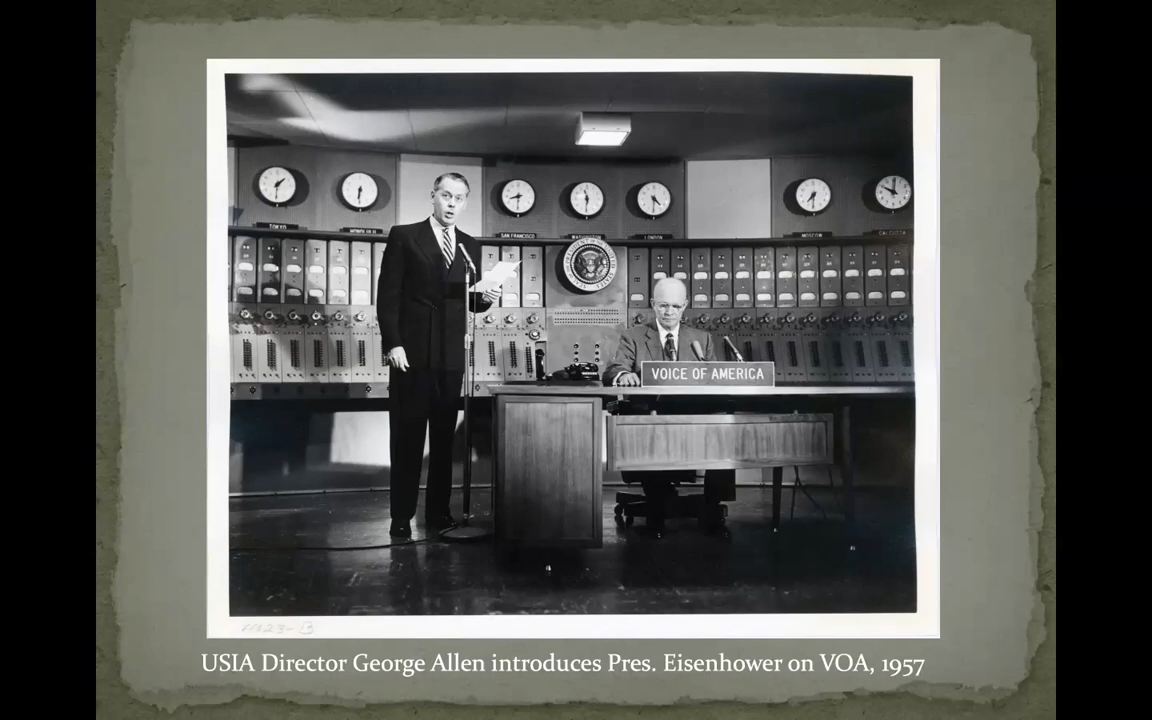 TOKYO
HONOLULU
SAN FRANCISCO
WASHINGTON
LONDON
MOSCOW
CALCUTTA
VOICE OF AMERICA
USIA Director George Allen introduces Pres. Eisenhower on VOA, 1957